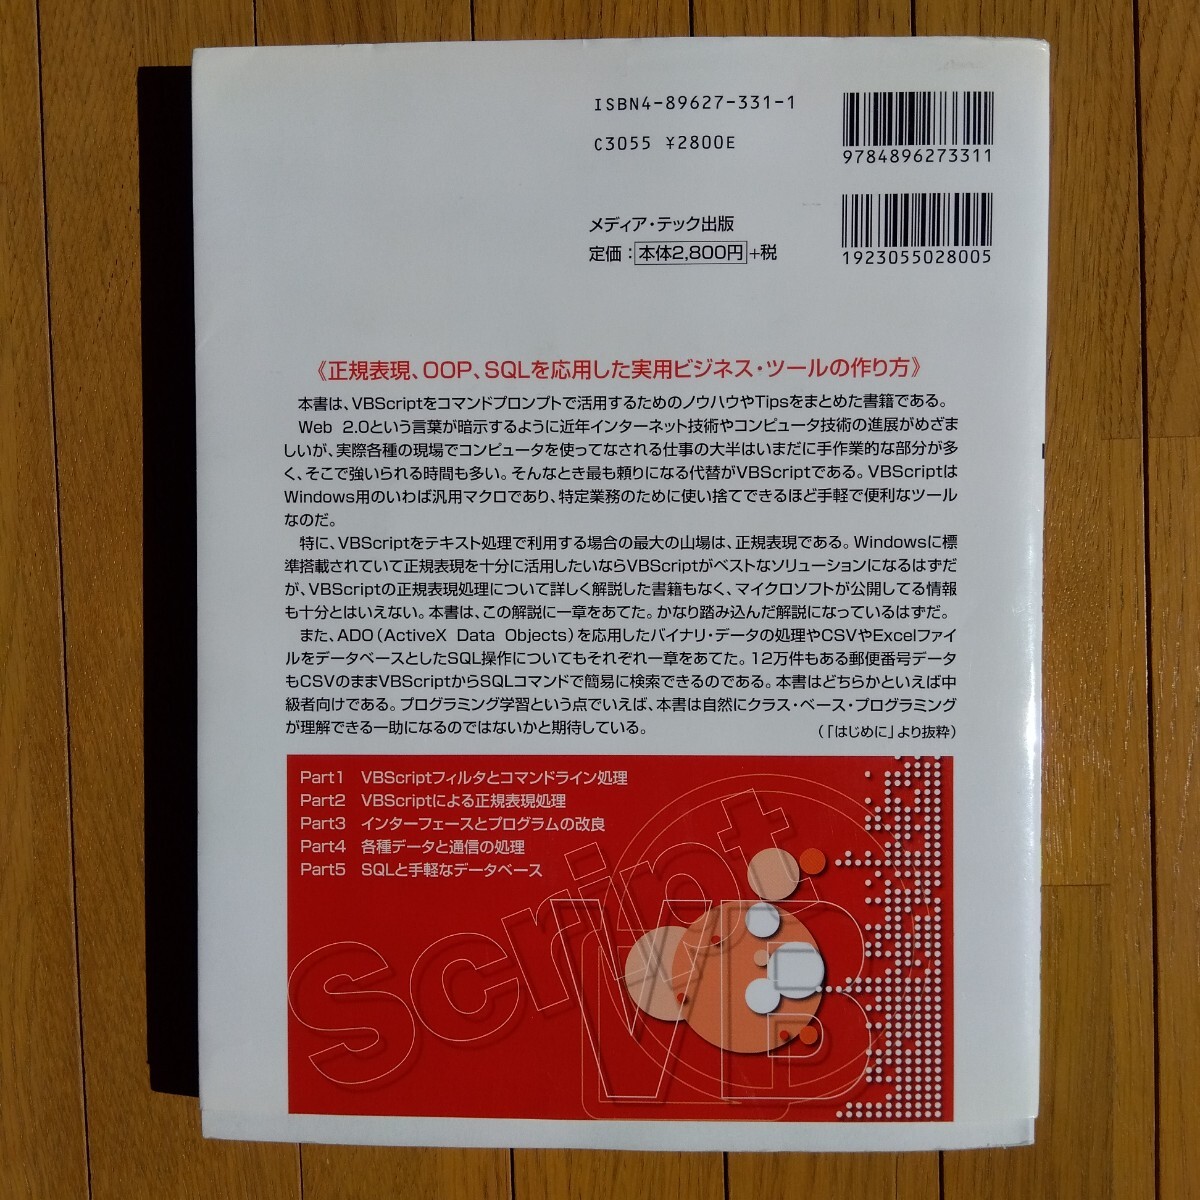 ISBN4-89627-331-1
C3055 ¥2800E
9784896273311
メディア・テック出版
定価：本体2,800円+税
1923055028005
《正規表現、OOP、SQLを応用した実用ビジネス・ツールの作り方》
本書は、VBScriptをコマンドプロンプトで活用するためのノウハウやTipsをまとめた書籍である。
Web 2.0という言葉が暗示するように近年インターネット技術やコンピュータ技術の進展がめざま
しいが、実際各種の現場でコンピュータを使ってなされる仕事の大半はいまだに手作業的な部分が多
く、そこで強いられる時間も多い。そんなとき最も頼りになる代替がVBScriptである。VBScriptは
Windows用のいわば汎用マクロであり、特定業務のために使い捨てできるほど手軽で便利なツール
なのだ。
特に、VBScriptをテキスト処理で利用する場合の最大の山場は、正規表現である。Windowsに標
準搭載されていて正規表現を十分に活用したいならVBScriptがベストなソリューションになるはずだ
が、VBScriptの正規表現処理について詳しく解説した書籍もなく、マイクロソフトが公開してる情報
も十分とはいえない。本書は、この解説に一章をあてた。かなり踏み込んだ解説になっているはずだ。
また、ADO（ActiveX Data Objects）を応用したバイナリ・データの処理やCSVやExcelファイ
ルをデータベースとしたSQL操作についてもそれぞれ一章をあてた。12万件もある郵便番号データ
もCSVのままVBScriptからSQLコマンドで簡易に検索できるのである。本書はどちらかといえば中
級者向けである。プログラミング学習という点でいえば、本書は自然にクラス・ベース・プログラミング
が理解できる一助になるのではないかと期待している。
（「はじめに」より抜粋）
Part1 VBScriptフィルタとコマンドライン処理
Part2 VBScriptによる正規表現処理
Part3 インターフェースとプログラムの改良
Part4 各種データと通信の処理
Part5 SQLと手軽なデータベース
Script
VB